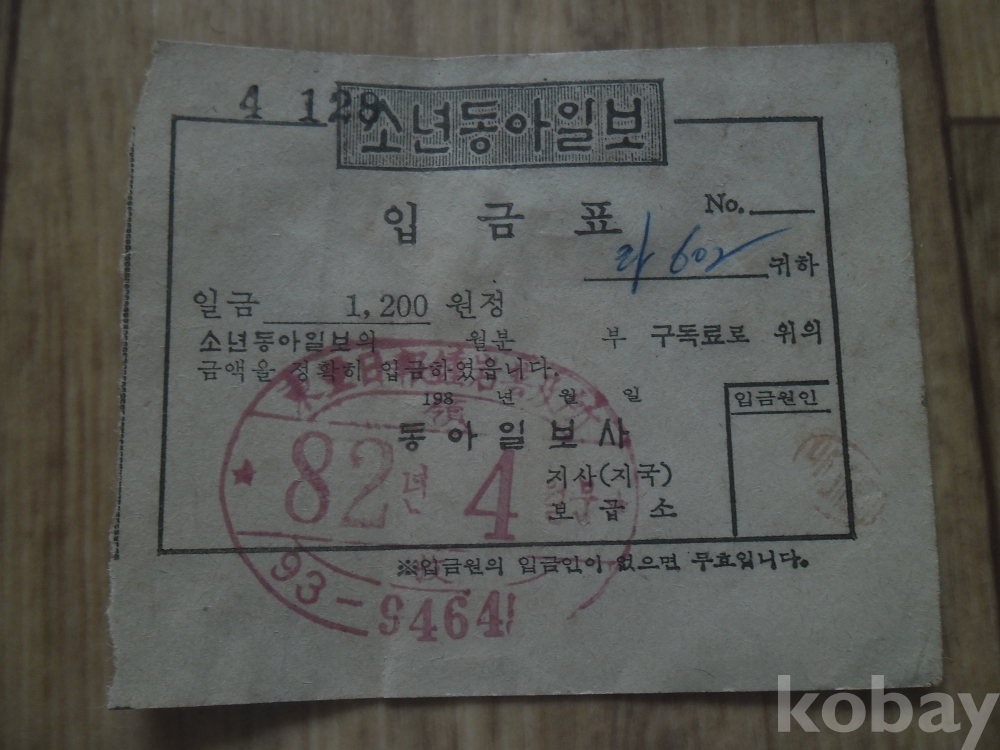 4 128
소년동아일보
입금표
No.
라 602 귀하
일금 1,200 원정
소년동아일보의 월분 부 구독료로 위의
금액을 정확히 입금하였읍니다.
198 년 월 일
입금원인
동아일보사
지사(지국)
보급소
82년 4
※입금원의 입금인이 없으면 무효입니다.
93-9464
kobay